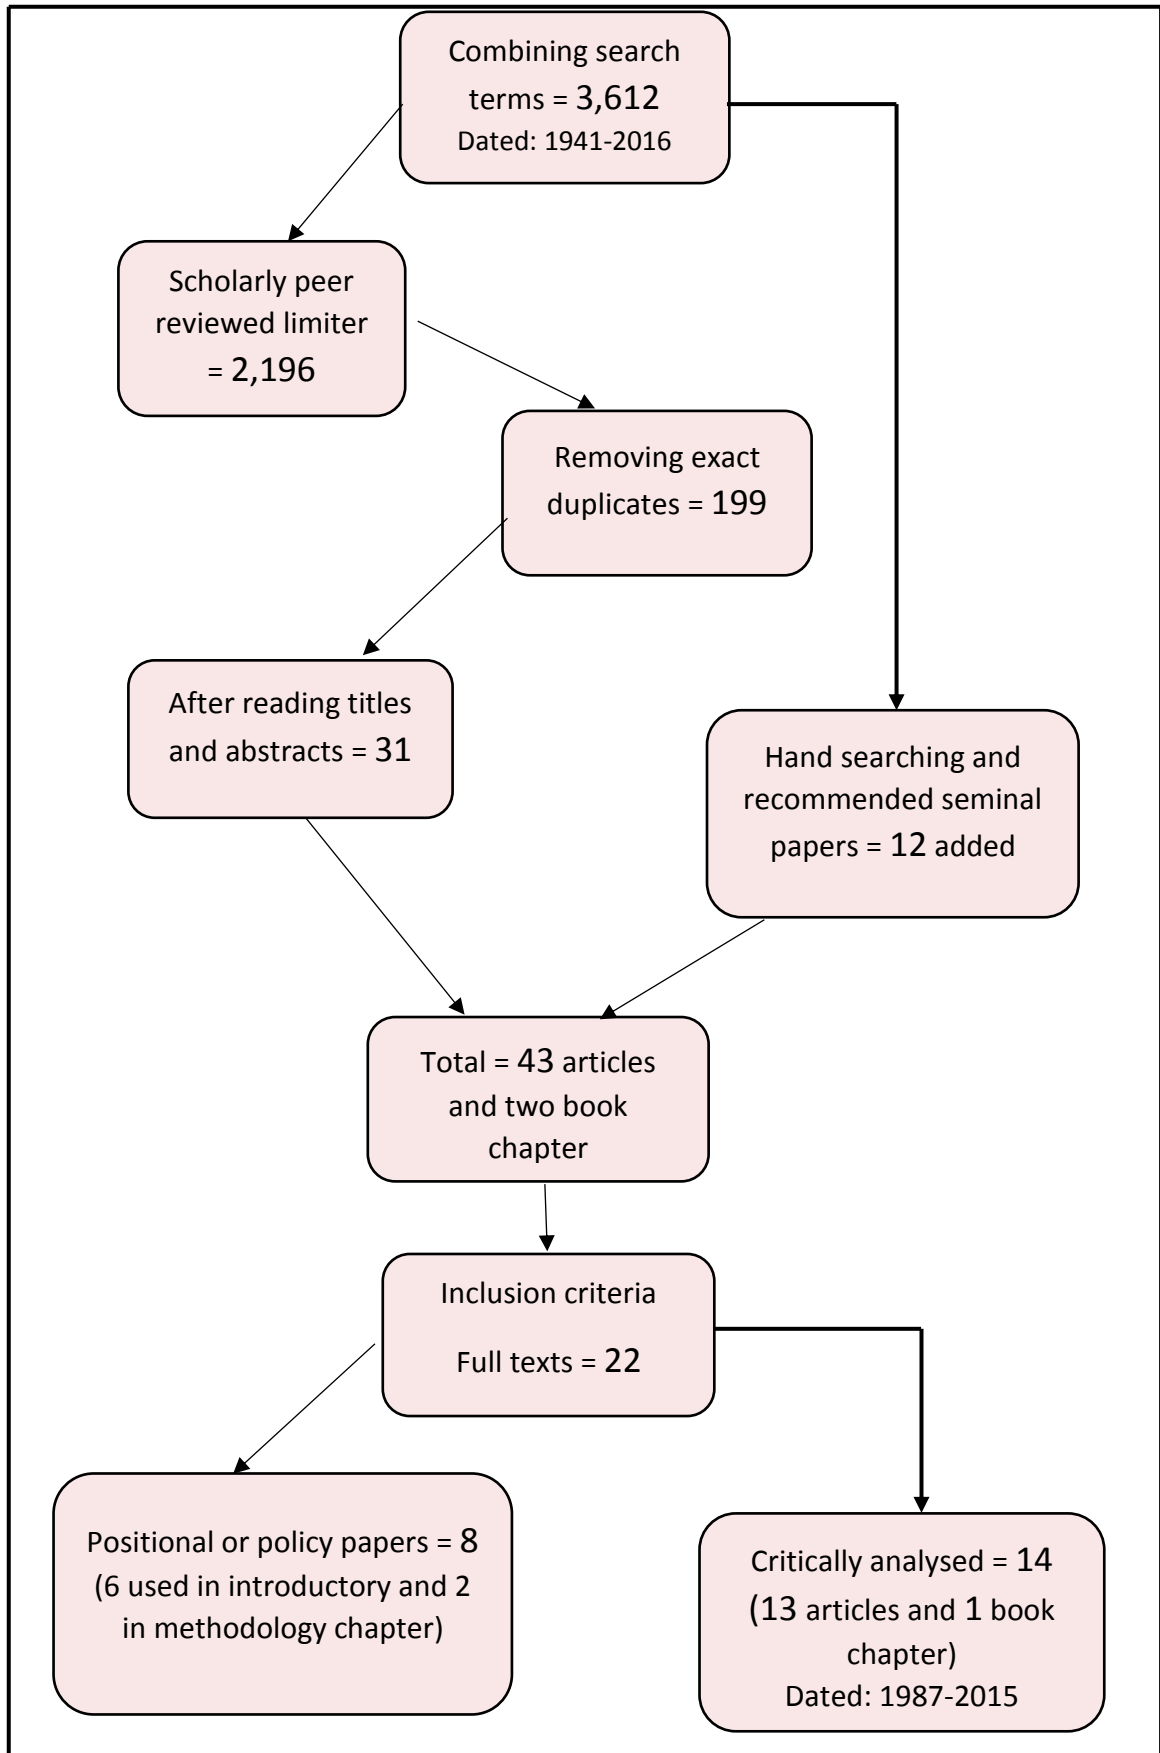 Combining search
terms = 3,612
Dated: 1941-2016
Scholarly peer
reviewed limiter
= 2,196
Removing exact
duplicates = 199
After reading titles
and abstracts = 31
Hand searching and
recommended seminal
papers = 12 added
Total = 43 articles
and two book
chapter
Inclusion criteria
Full texts = 22
Positional or policy papers = 8
(6 used in introductory and 2
in methodology chapter)
Critically analysed = 14
(13 articles and 1 book
chapter)
Dated: 1987-2015